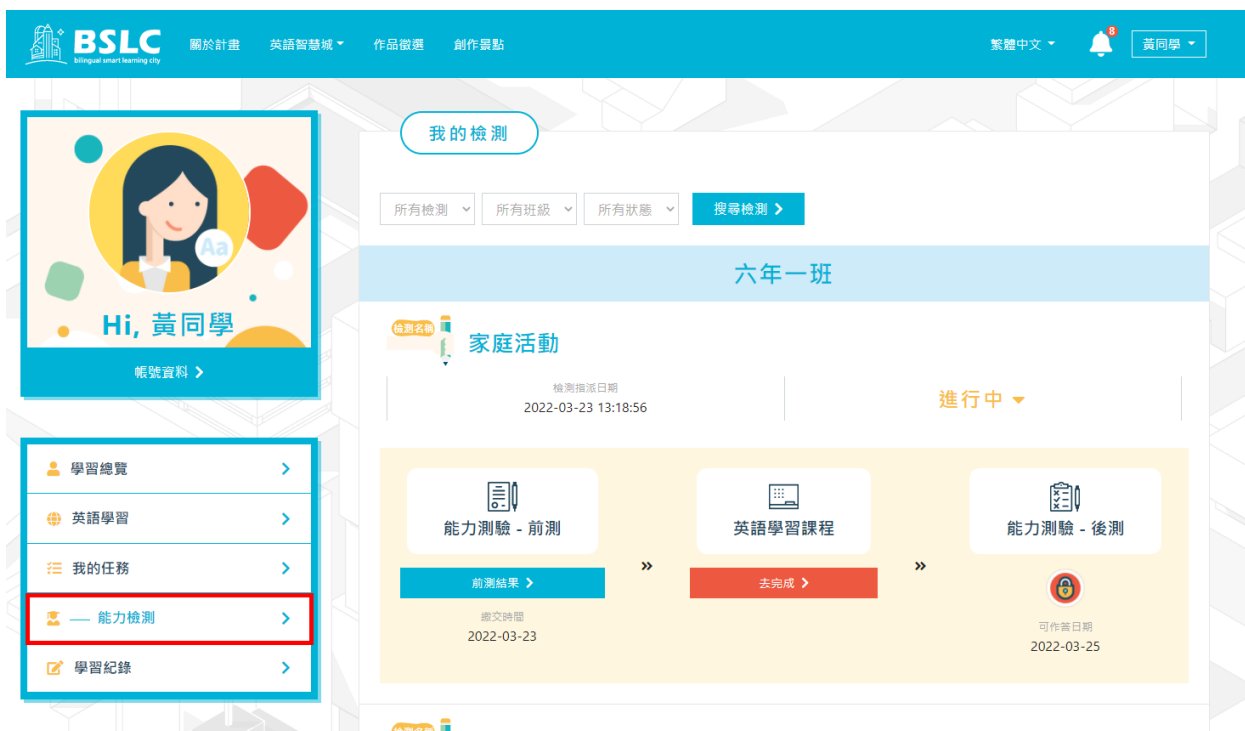 BSLC
bilingual smart learning city
關於計畫
英語智慧城
作品徵選
創作景點
繁體中文
8
黃同學
Aa
Hi, 黃同學
帳號資料
學習總覽
英語學習
我的任務
能力檢測
學習紀錄
我的檢測
所有檢測
所有班級
所有狀態
搜尋檢測
六年一班
檢測名稱
家庭活動
檢測指派日期
2022-03-23 13:18:56
進行中
能力測驗 - 前測
前測結果
繳交時間
2022-03-23
英語學習課程
去完成
能力測驗 - 後測
可作答日期
2022-03-25